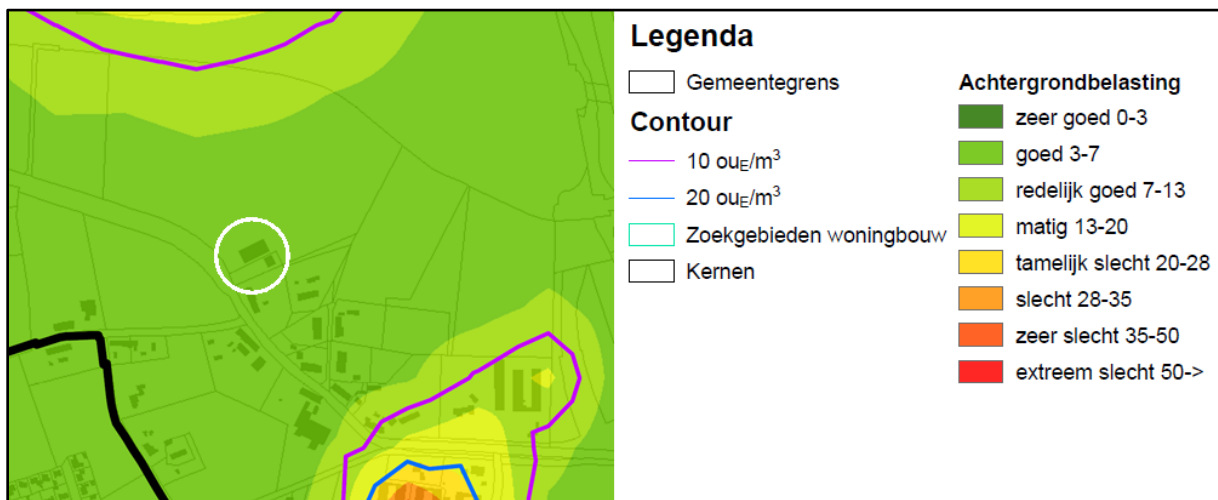 Legenda
Gemeentegrens
Contour
10 ouE/m³
20 ouE/m³
Zoekgebieden woningbouw
Kernen
Achtergrondbelasting
zeer goed 0-3
goed 3-7
redelijk goed 7-13
matig 13-20
tamelijk slecht 20-28
slecht 28-35
zeer slecht 35-50
extreem slecht 50->